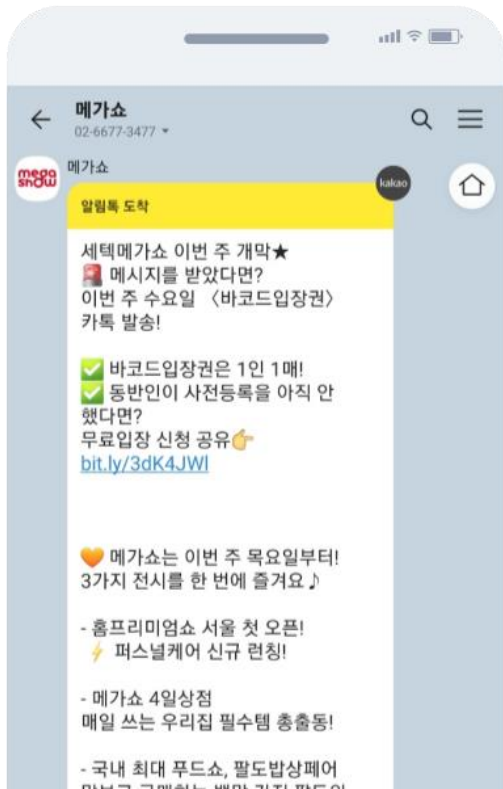 메가쇼
02-6677-3477
mega
show
메가쇼
kakao
알림톡 도착
세텍메가쇼 이번 주 개막★
🚨 메시지를 받았다면?
이번 주 수요일 〈바코드입장권〉
카톡 발송!
✅ 바코드입장권은 1인 1매!
✅ 동반인이 사전등록을 아직 안
했다면?
무료입장 신청 공유👉
bit.ly/3dK4JWl
🧡 메가쇼는 이번 주 목요일부터!
3가지 전시를 한 번에 즐겨요♪
- 홈프리미엄쇼 서울 첫 오픈!
⚡ 퍼스널케어 신규 런칭!
- 메가쇼 4일상점
매일 쓰는 우리집 필수템 총출동!
- 국내 최대 푸드쇼, 팔도밥상페어